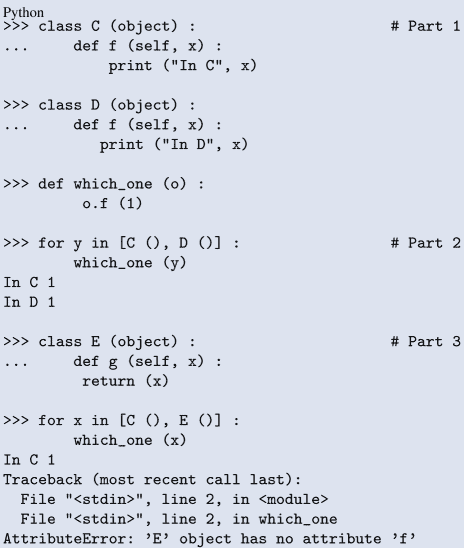 Python
>>> class C (object) :                          # Part 1
...     def f (self, x) :
            print ("In C", x)

>>> class D (object) :
...     def f (self, x) :
           print ("In D", x)

>>> def which_one (o) :
         o.f (1)

>>> for y in [C (), D ()] :                     # Part 2
        which_one (y)
In C 1
In D 1

>>> class E (object) :                          # Part 3
...     def g (self, x) :
         return (x)

>>> for x in [C (), E ()] :
        which_one (x)
In C 1
Traceback (most recent call last):
  File "<stdin>", line 2, in <module>
  File "<stdin>", line 2, in which_one
AttributeError: ’E’ object has no attribute ’f’